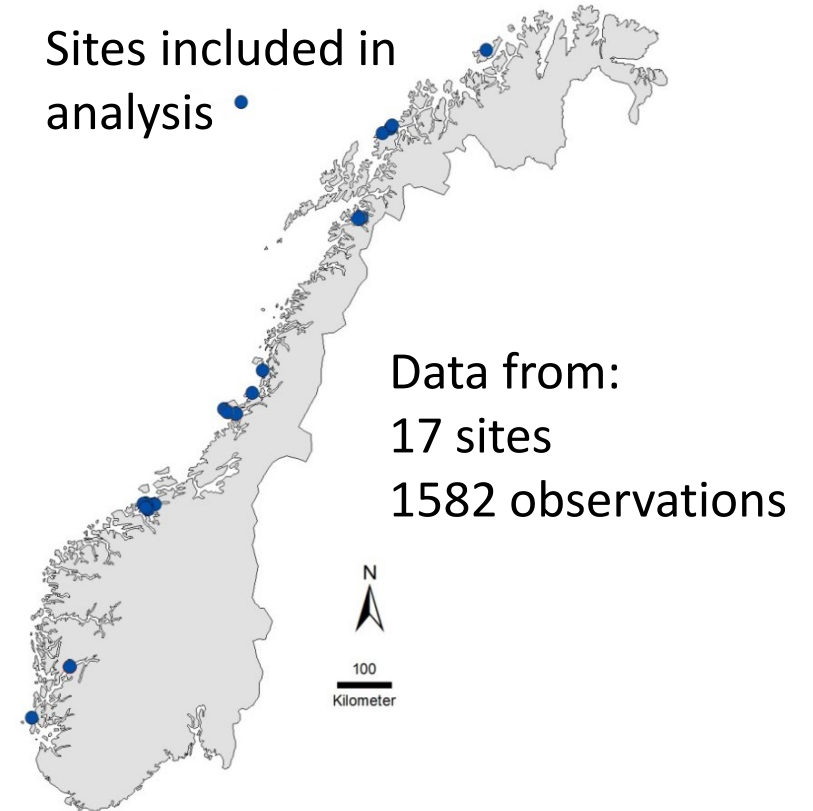 Sites included in
analysis
Data from:
17 sites
1582 observations
N
100
Kilometer